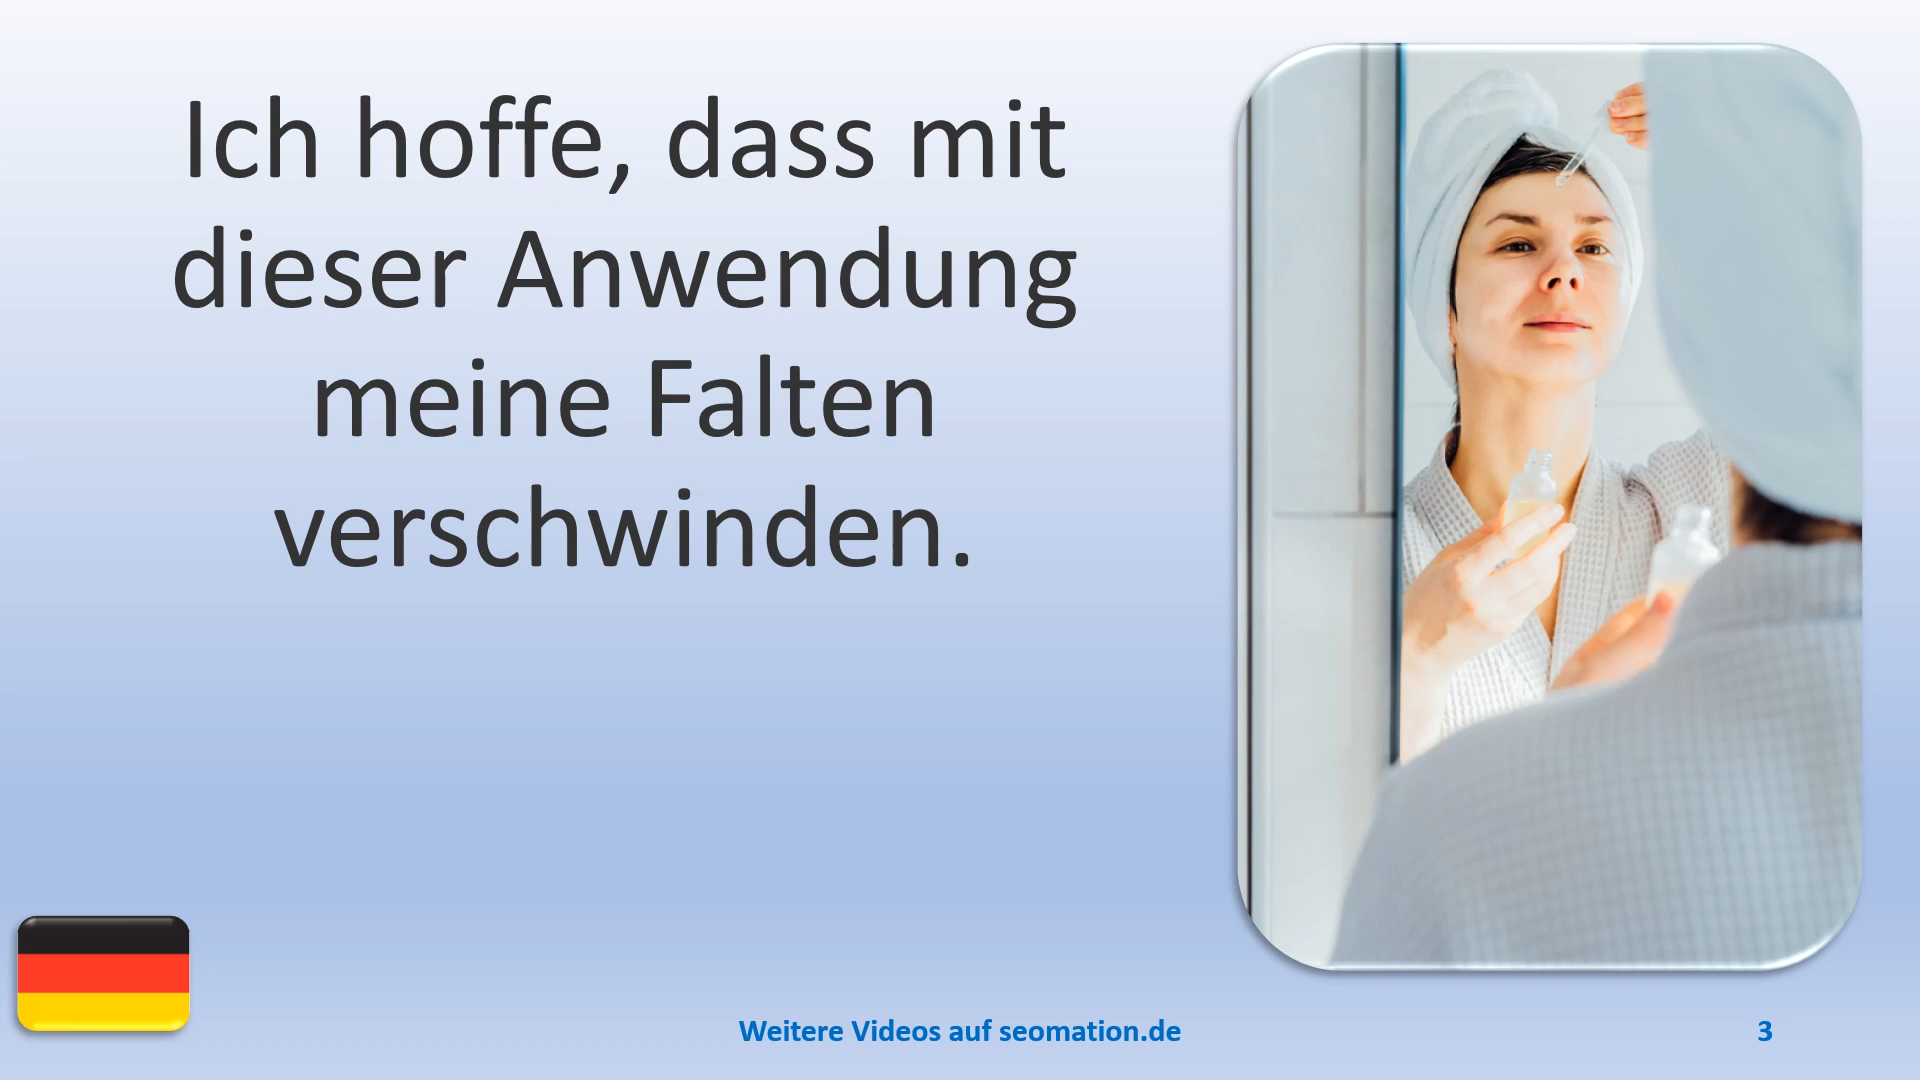 Ich hoffe, dass mit
dieser Anwendung
meine Falten
verschwinden.
Weitere Videos auf seomation.de
3